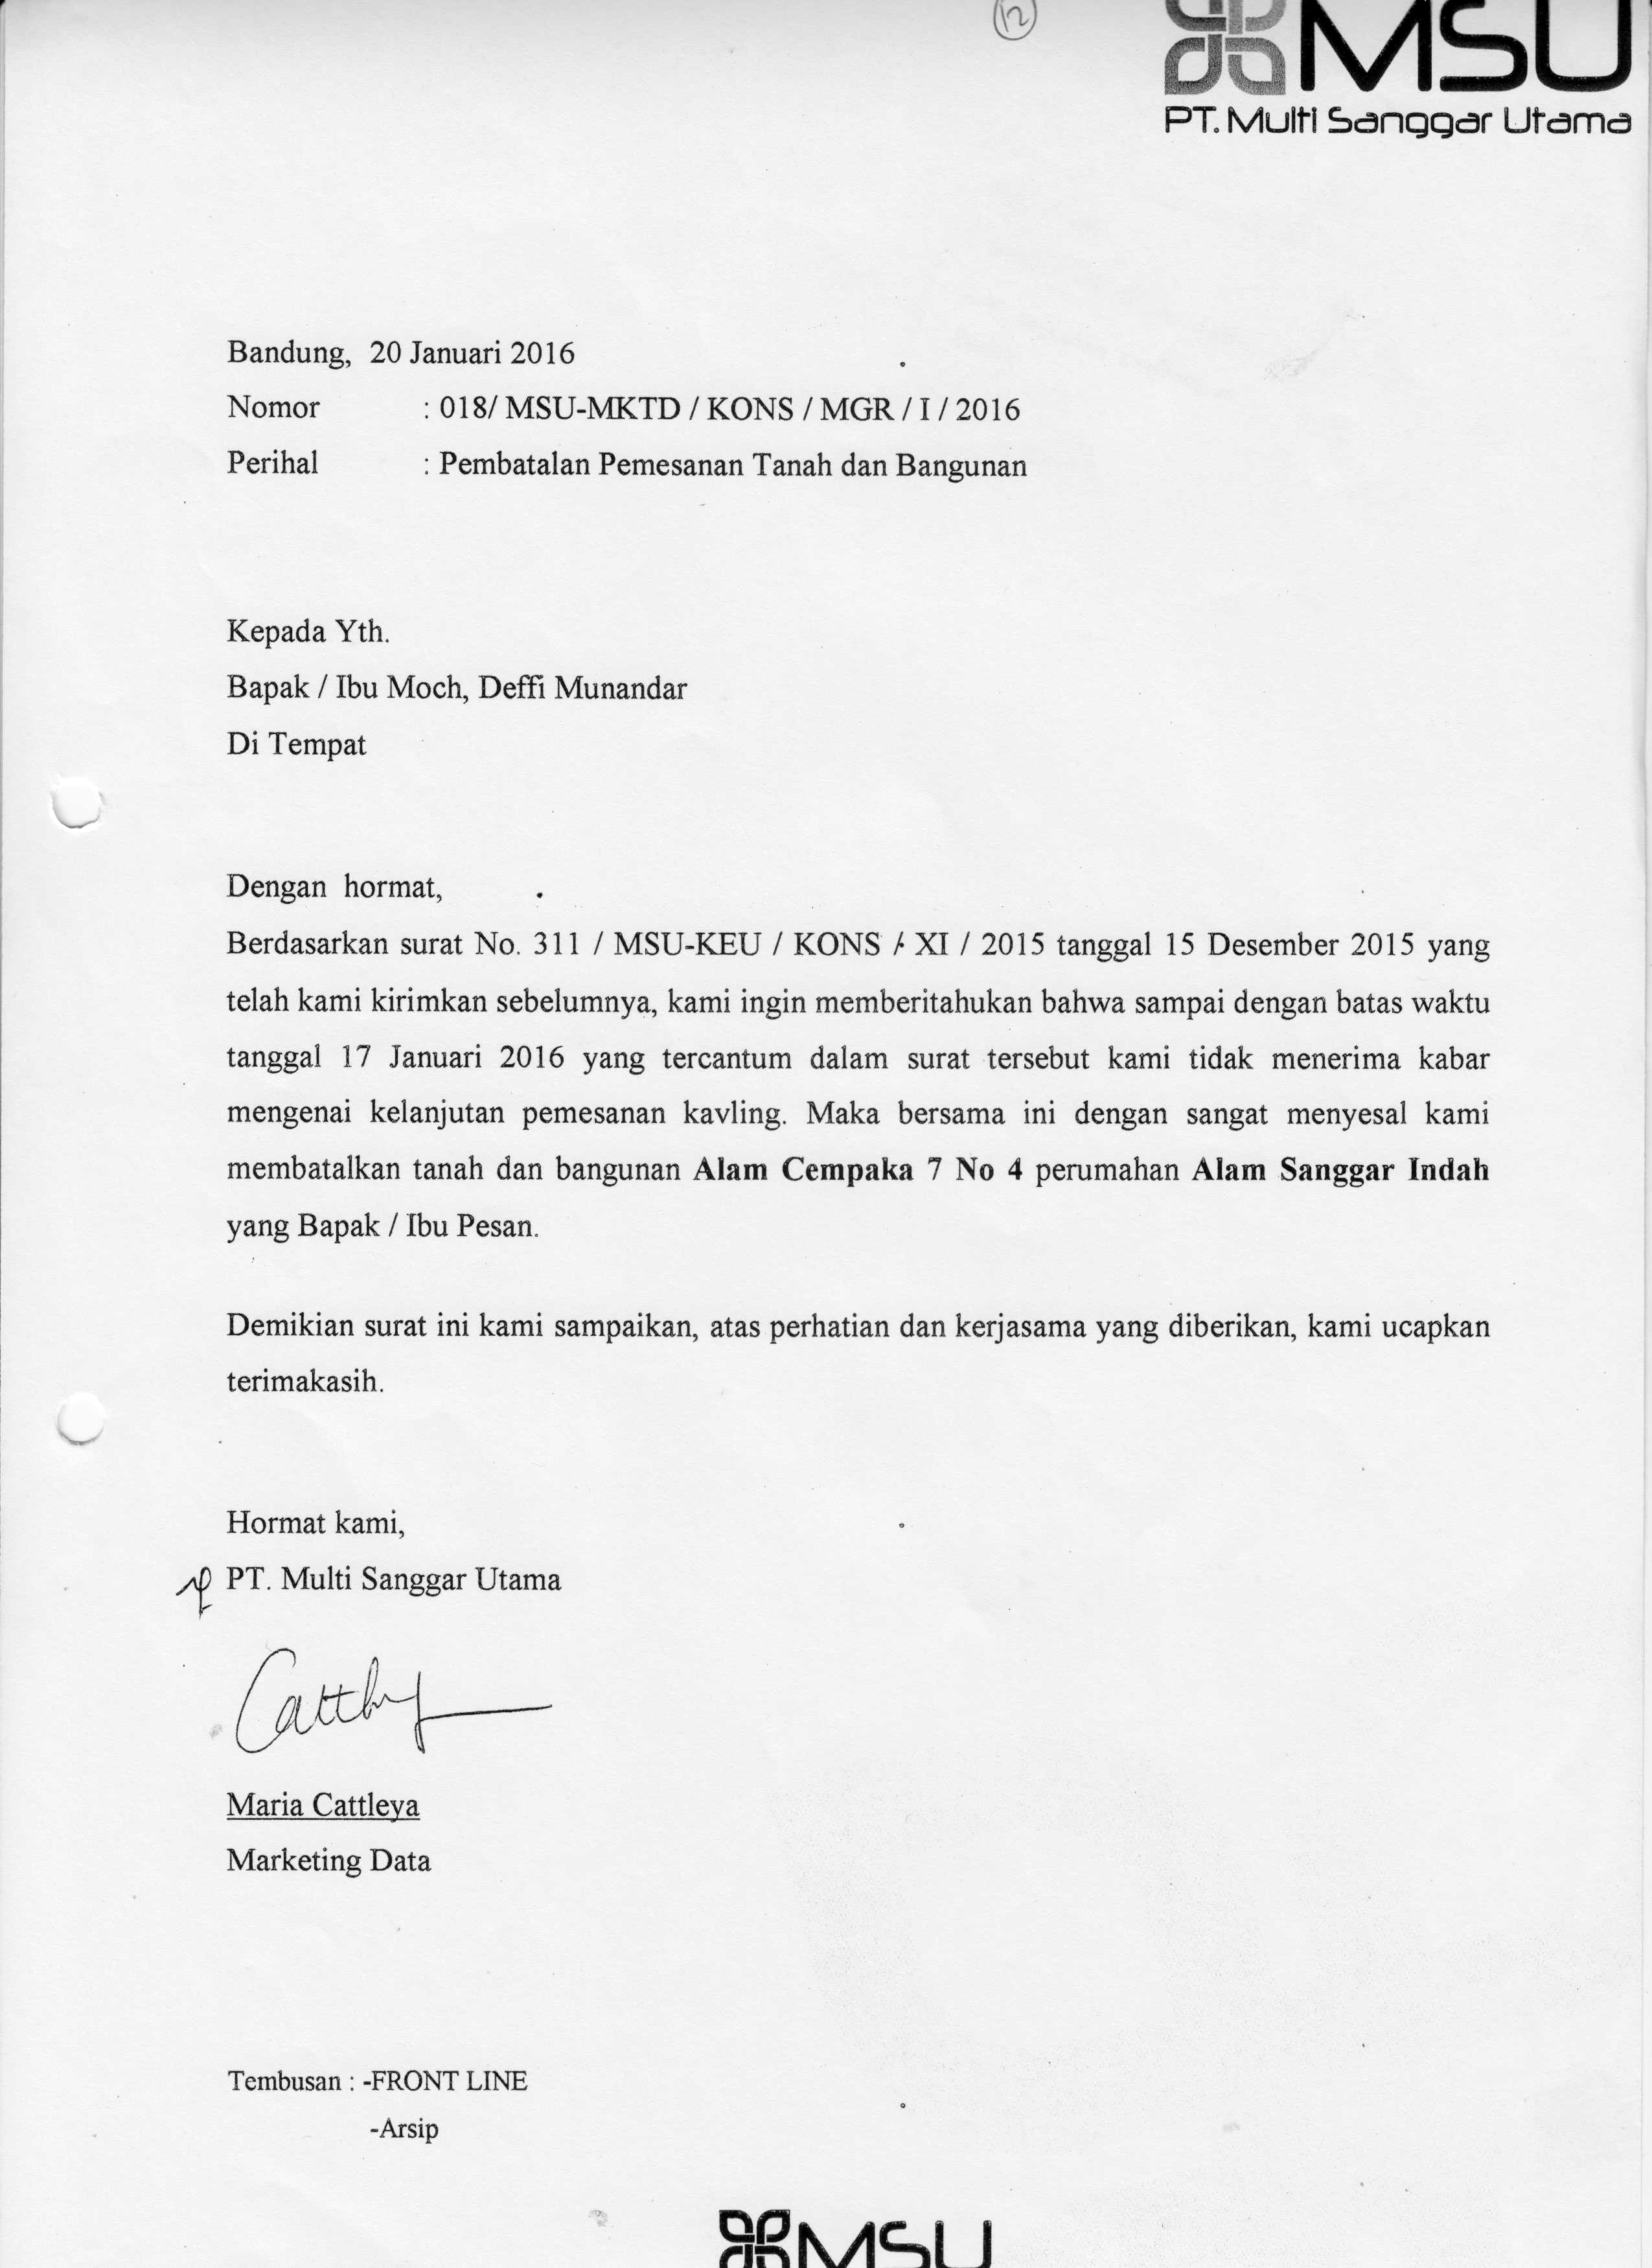 12
MSU
PT. Multi Sanggar Utama
Bandung, 20 Januari 2016
Nomor : 018/ MSU-MKTD / KONS / MGR / I / 2016
Perihal : Pembatalan Pemesanan Tanah dan Bangunan
Kepada Yth.
Bapak / Ibu Moch, Deffi Munandar
Di Tempat
Dengan hormat,
Berdasarkan surat No. 311 / MSU-KEU / KONS / XI / 2015 tanggal 15 Desember 2015 yang
telah kami kirimkan sebelumnya, kami ingin memberitahukan bahwa sampai dengan batas waktu
tanggal 17 Januari 2016 yang tercantum dalam surat tersebut kami tidak menerima kabar
mengenai kelanjutan pemesanan kavling. Maka bersama ini dengan sangat menyesal kami
membatalkan tanah dan bangunan Alam Cempaka 7 No 4 perumahan Alam Sanggar Indah
yang Bapak / Ibu Pesan.
Demikian surat ini kami sampaikan, atas perhatian dan kerjasama yang diberikan, kami ucapkan
terimakasih.
Hormat kami,
PT. Multi Sanggar Utama
Maria Cattleya
Marketing Data
Tembusan : -FRONT LINE
-Arsip
MSU